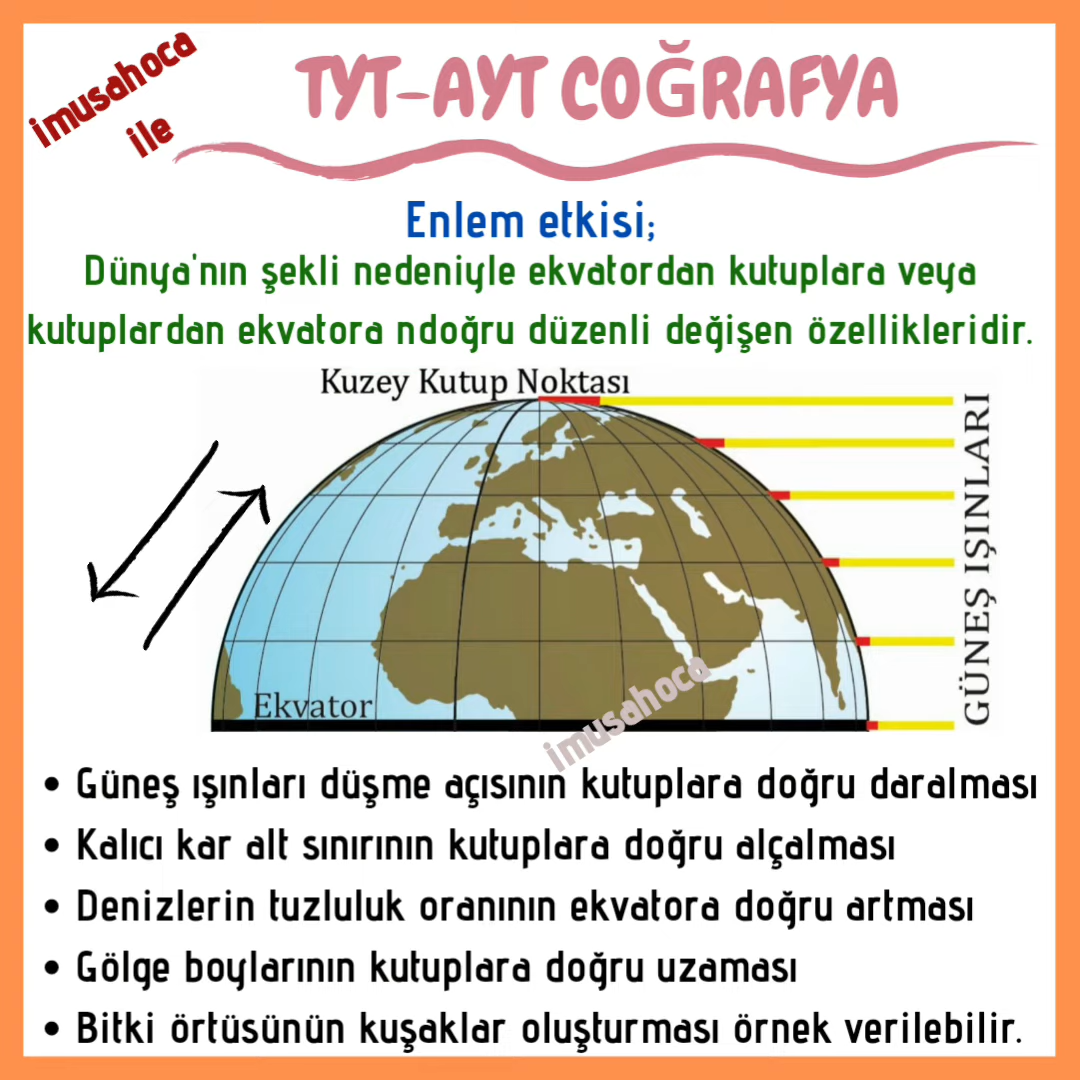 imusahoca
ile
TYT-AYT COĞRAFYA
Enlem etkisi;
Dünya'nın şekli nedeniyle ekvatordan kutuplara veya
kutuplardan ekvatora ndoğru düzenli değişen özellikleridir.
Kuzey Kutup Noktası
GÜNEŞ IŞINLARI
Ekvator
imusahoca
• Güneş ışınları düşme açısının kutuplara doğru daralması
• Kalıcı kar alt sınırının kutuplara doğru alçalması
• Denizlerin tuzluluk oranının ekvatora doğru artması
• Gölge boylarının kutuplara doğru uzaması
• Bitki örtüsünün kuşaklar oluşturması örnek verilebilir.